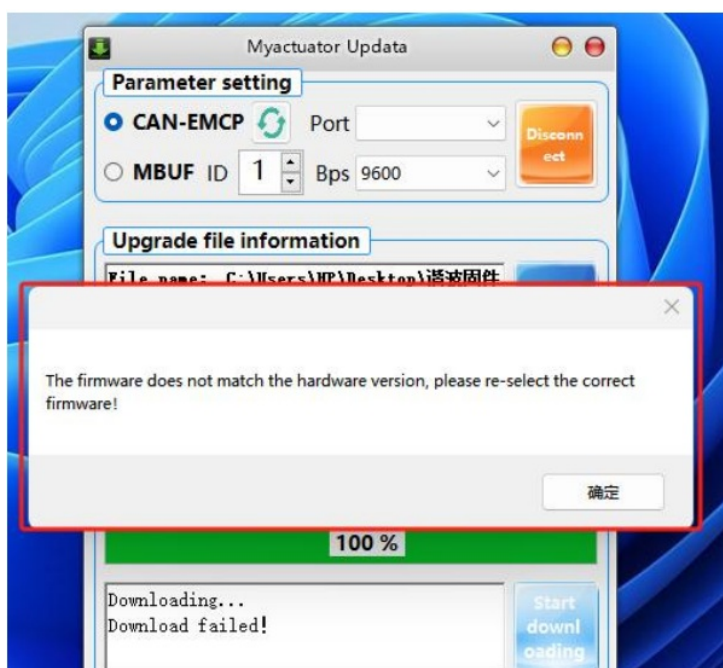 Myactuator Updata
Parameter setting
CAN-EMCP Port
Disconn
ect
MBUF ID 1 Bps 9600
Upgrade file information
File name: C:\Users\HP\Desktop\谐波固件
The firmware does not match the hardware version, please re-select the correct
firmware!
确定
100 %
Downloading...
Download failed!
Start
downl
oading